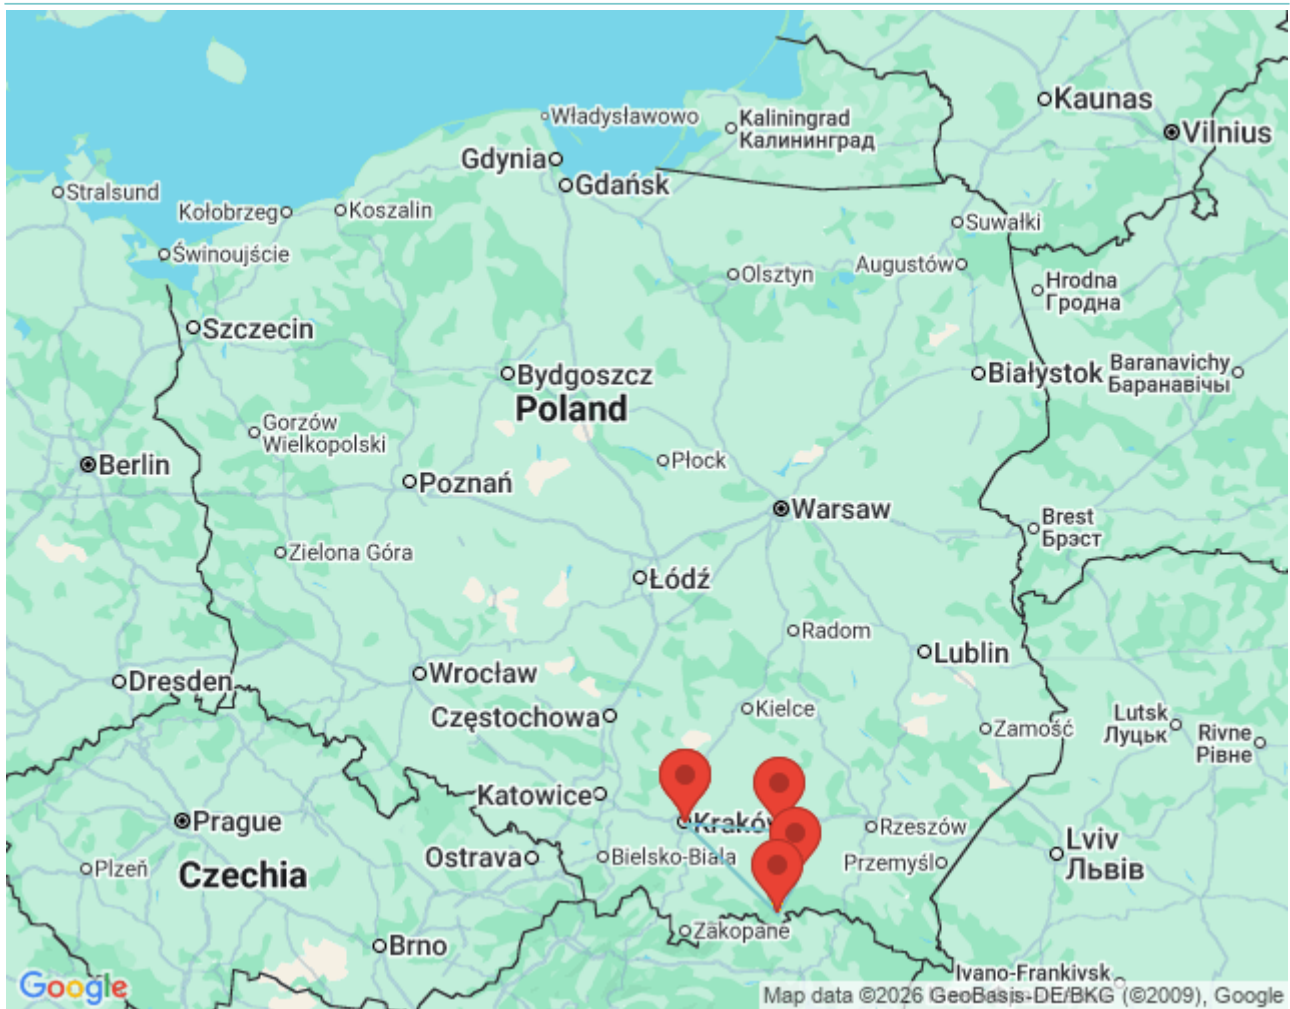 Władysławowo
Kaliningrad
Калининград
Kaunas
Vilnius
Gdynia
Gdańsk
Stralsund
Kołobrzeg
Koszalin
Suwałki
Świnoujście
Olsztyn
Augustów
Hrodna
Гродна
Szczecin
Bydgoszcz
Poland
Białystok
Baranavichy
Баранавічы
Gorzów
Wielkopolski
Berlin
Płock
Poznań
Warsaw
Brest
Брэст
Zielona Góra
Łódź
Radom
Lublin
Wrocław
Dresden
Częstochowa
Kielce
Zamość
Lutsk
Луцьк
Rivne
Рівне
Katowice
Prague
Kraków
Rzeszów
Lviv
Львів
Ostrava
Bielsko-Biala
Przemyśl
Plzeň
Czechia
Zakopane
Brno
Ivano-Frankivsk
Google
Map data ©2026 GeoBasis-DE/BKG (©2009), Google